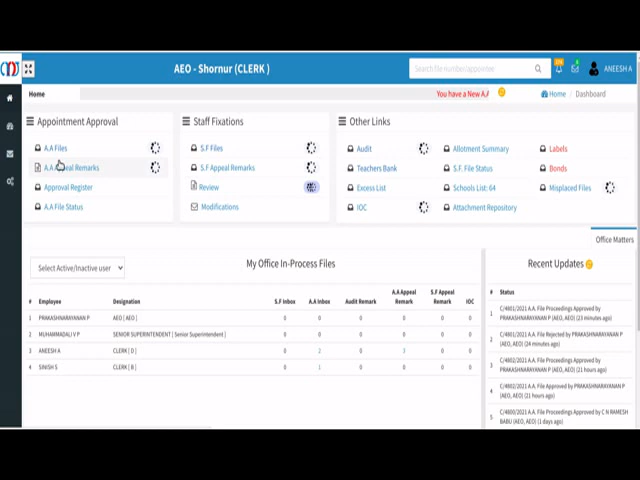 AEO - Shornur (CLERK )
Search file number/appointee
ANEESH A
Home
You have a New A.A
Home / Dashboard
Appointment Approval
A.A Files
A.A Appeal Remarks
Approval Register
A.A File Status
Staff Fixations
S.F Files
S.F Appeal Remarks
Review
Modifications
Other Links
Audit
Allotment Summary
Labels
Teachers Bank
S.F. File Status
Bonds
Excess List
Schools List: 64
Misplaced Files
IOC
Attachment Repository
Office Matters
Select Active/Inactive user
My Office In-Process Files
# Employee Designation S.F Inbox A.A Inbox Audit Remark A.A Appeal Remark S.F Appeal Remark IOC
1 PRAKASHNARAYANAN P AEO [ AEO ] 0 0 0 0 0 0
2 MUHAMMADALI V P SENIOR SUPERINTENDENT [ Senior Superintendent ] 0 0 0 0 0 0
3 ANEESH A CLERK [ D ] 0 2 0 3 0 0
4 SINISH S CLERK [ B ] 0 1 0 0 0 0
Recent Updates
# Status
1 C/4801/2021 A.A. File Proceedings Approved by PRAKASHNARAYANAN P (AEO, AEO) (23 minutes ago)
2 C/4801/2021 A.A. File Rejected by PRAKASHNARAYANAN P (AEO, AEO) (24 minutes ago)
3 C/4802/2021 A.A. File Proceedings Approved by PRAKASHNARAYANAN P (AEO, AEO) (21 hours ago)
4 C/4802/2021 A.A. File Approved by PRAKASHNARAYANAN P (AEO, AEO) (21 hours ago)
5 C/4800/2021 A.A. File Proceedings Approved by C N RAMESH BABU (AEO, AEO) (1 days ago)